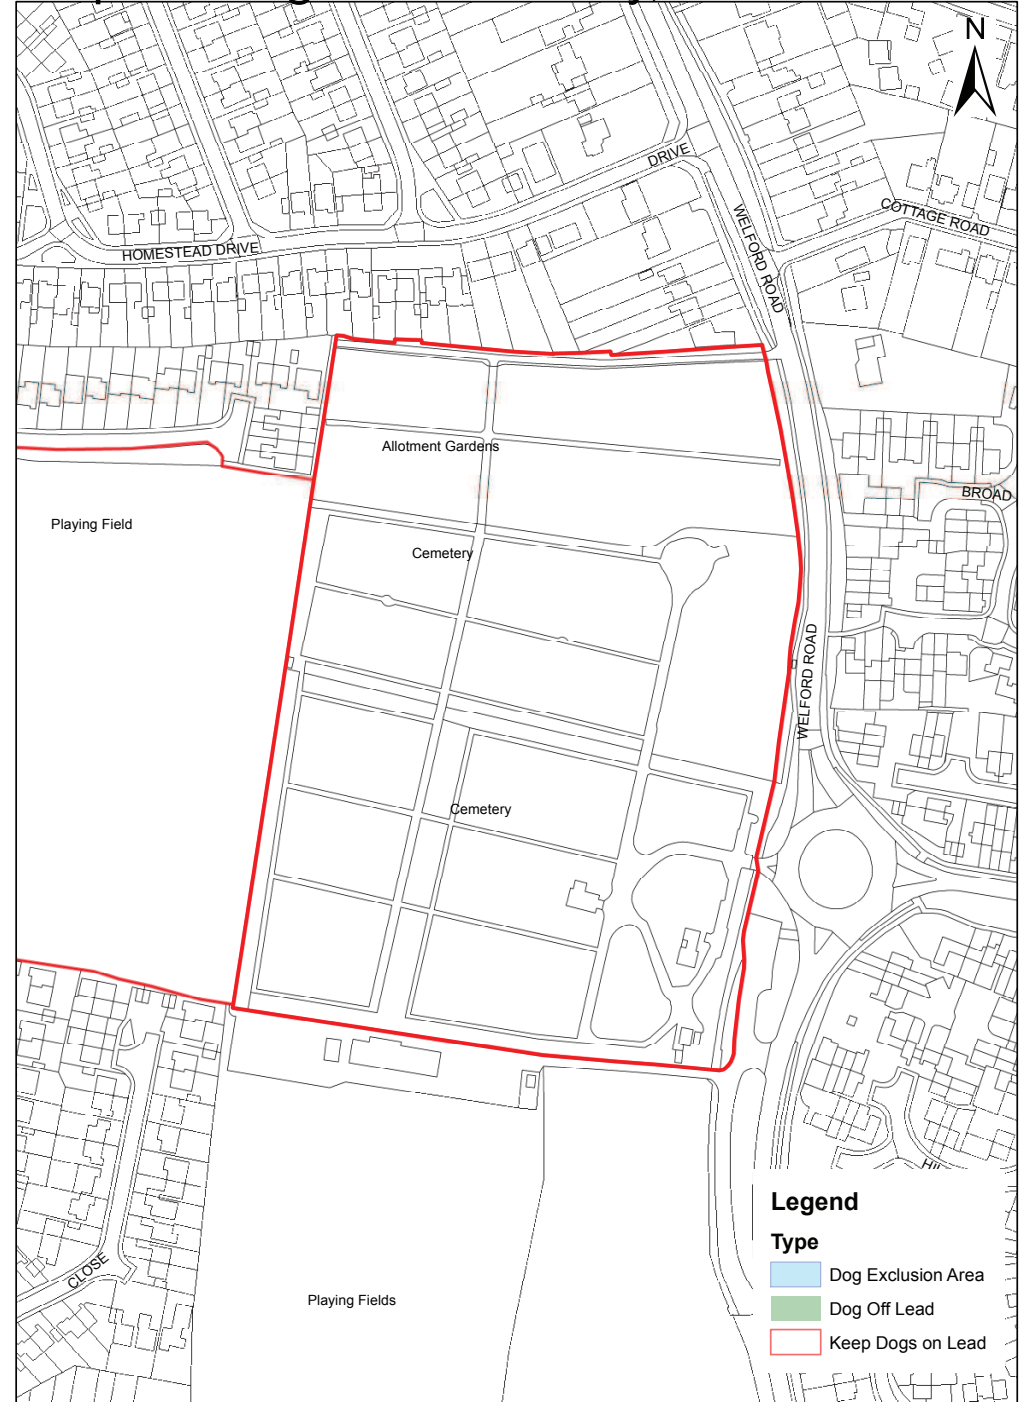 N
DRIVE
COTTAGE ROAD
WELFORD ROAD
HOMESTEAD DRIVE
Allotment Gardens
BROAD
Playing Field
Cemetery
WELFORD ROAD
Cemetery
Legend
Type
CLOSE
Dog Exclusion Area
Playing Fields
Dog Off Lead
Keep Dogs on Lead